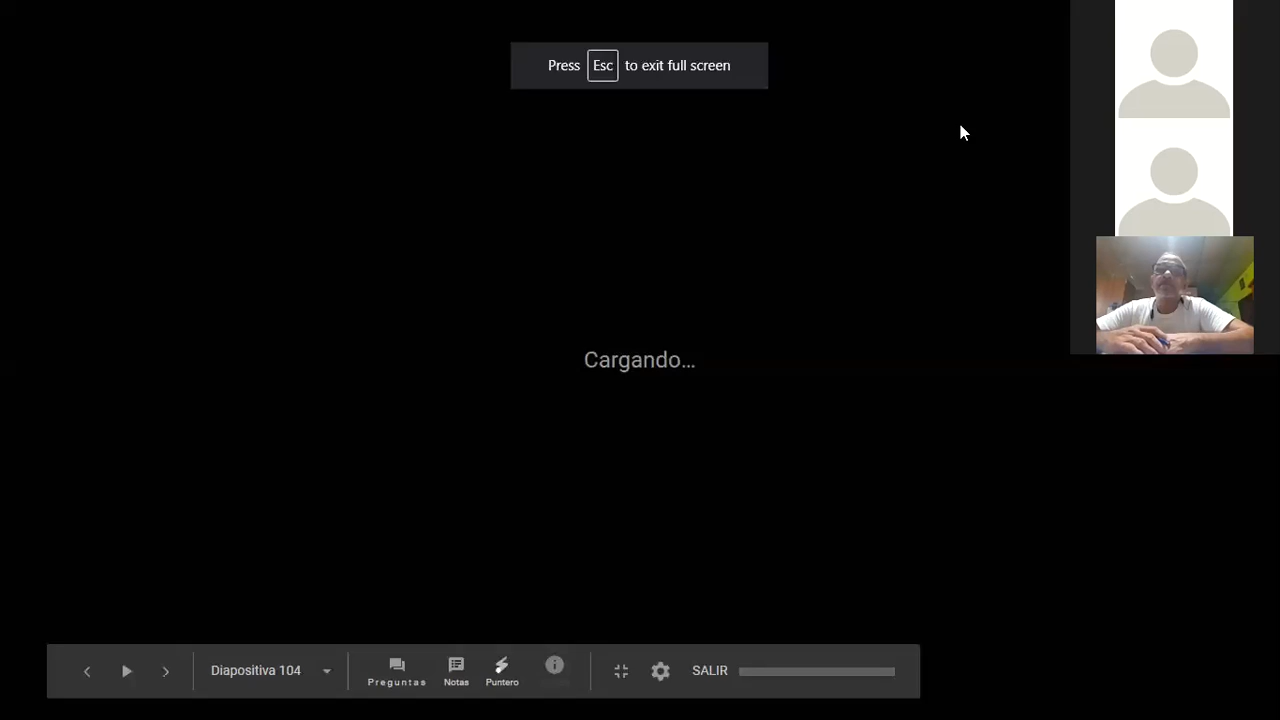 Press Esc to exit full screen
Cargando...
Diapositiva 104
Preguntas
Notas
Puntero
SALIR